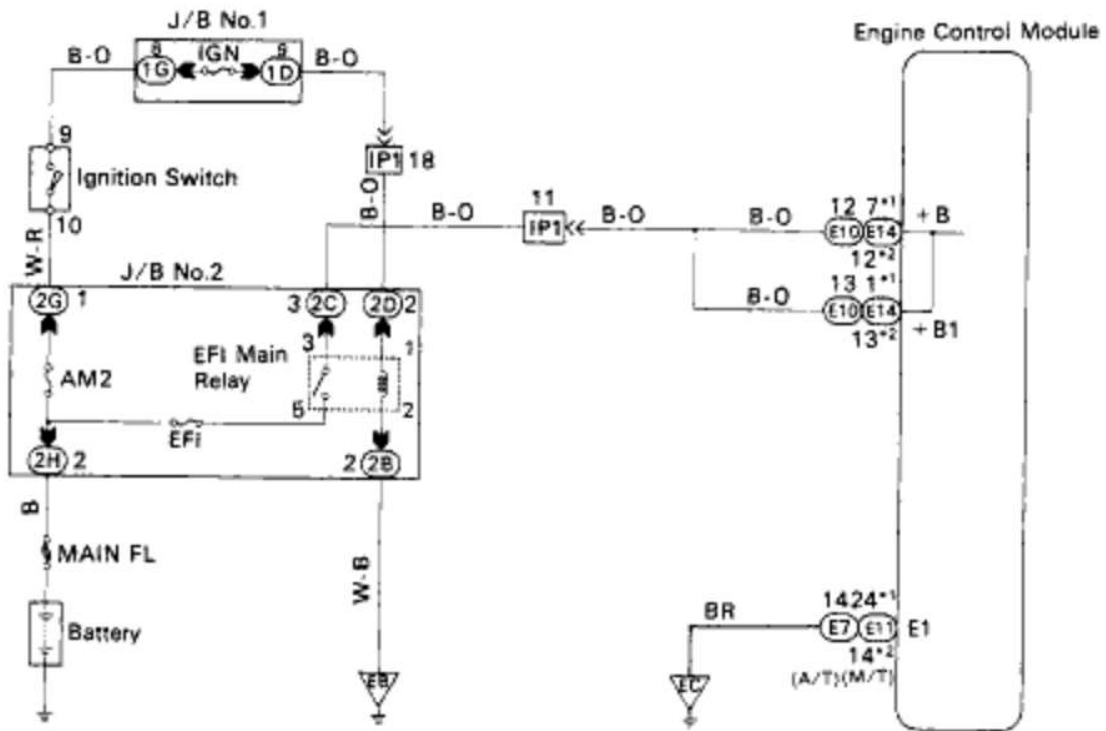 J/B No.1
Engine Control Module
B-O
8
IGN
9
B-O
1G
1D
9
Ignition Switch
10
IP1 18
W-R
B-O
B-O
11
IP1
B-O
B-O
12 7*1
E10 E14
+B
12*2
B-O
13 1*1
E10 E14
+B1
13*2
J/B No.2
2G 1
3 2C
2D 2
3
1
EFI Main
Relay
AM2
5
2
EFi
2H 2
2 2B
B
MAIN FL
W-B
Battery
EB
BR
1424*1
E7 E11 E1
14*2
(A/T)(M/T)
EC